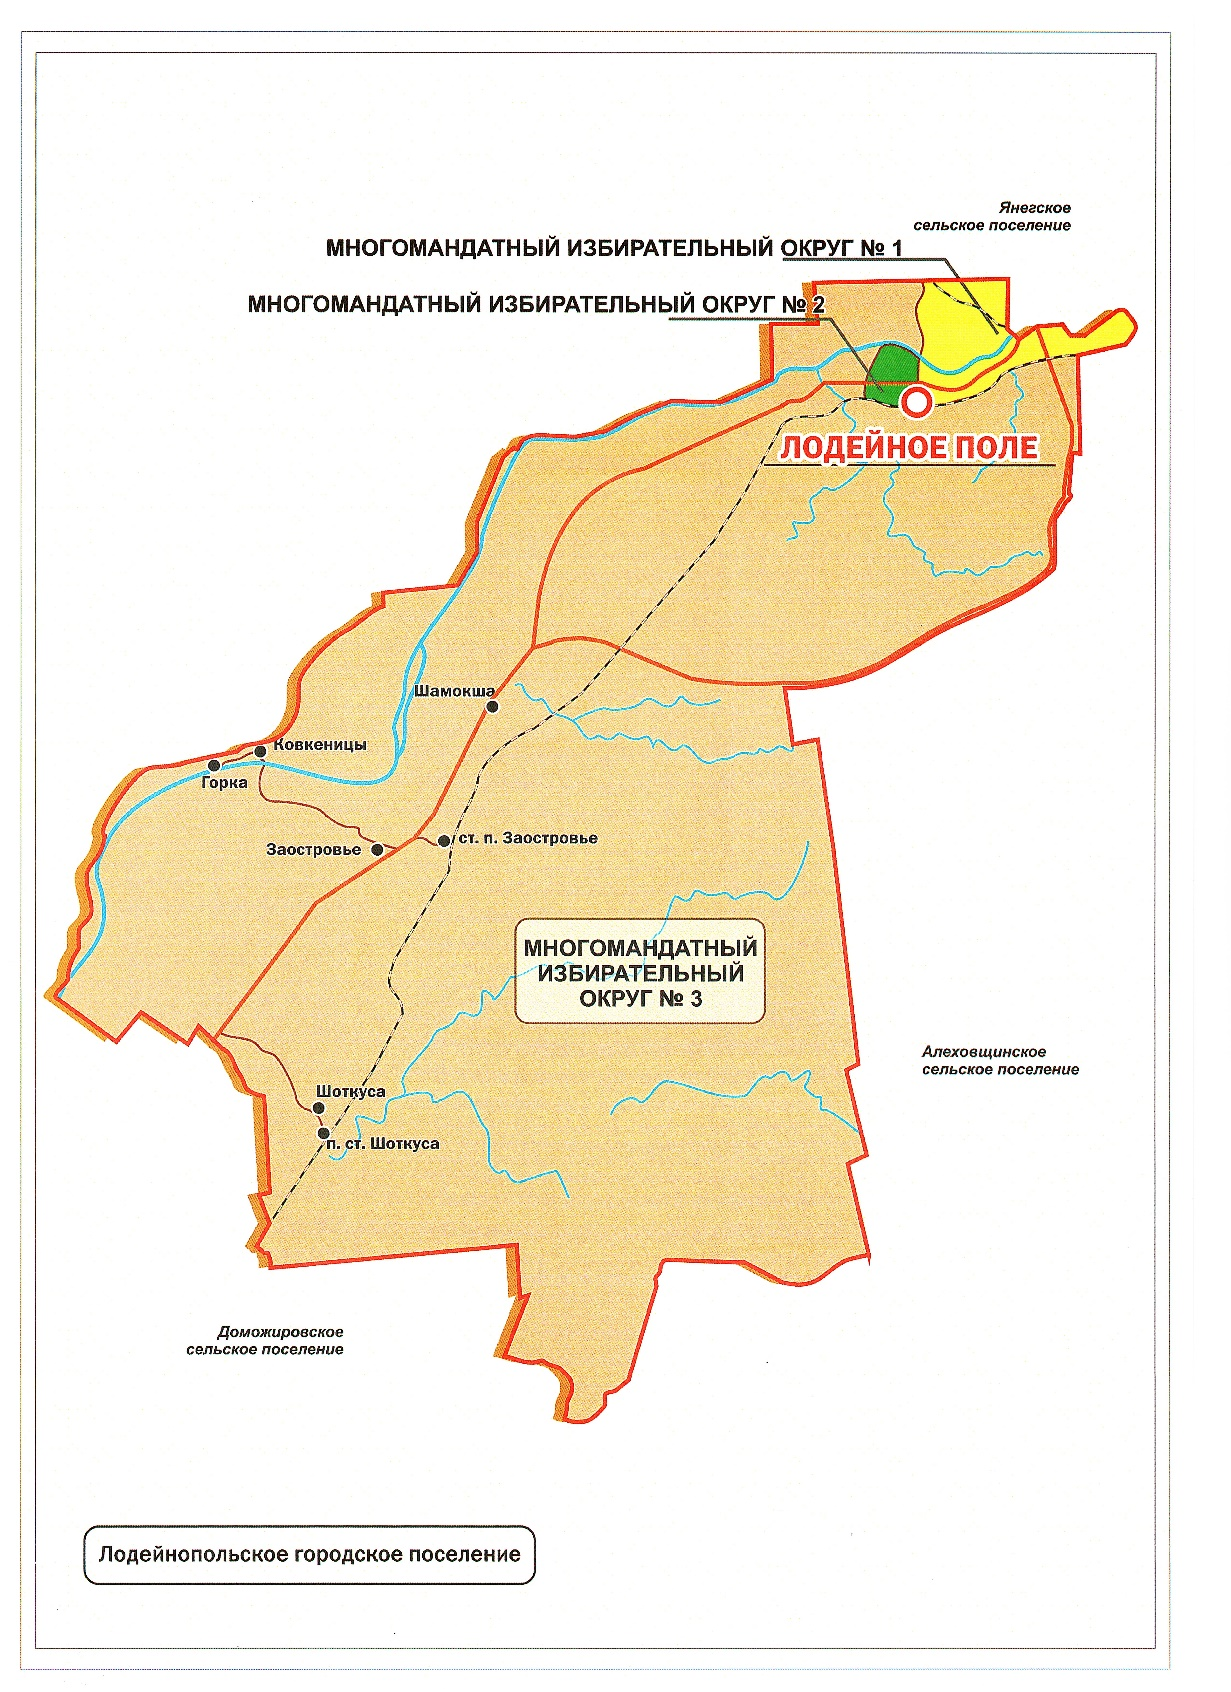 Янегское
сельское поселение
МНОГОМАНДАТНЫЙ ИЗБИРАТЕЛЬНЫЙ ОКРУГ № 1
МНОГОМАНДАТНЫЙ ИЗБИРАТЕЛЬНЫЙ ОКРУГ № 2
ЛОДЕЙНОЕ ПОЛЕ
Шамокша
Ковкеницы
Горка
ст. п. Заостровье
Заостровье
МНОГОМАНДАТНЫЙ
ИЗБИРАТЕЛЬНЫЙ
ОКРУГ № 3
Алеховщинское
сельское поселение
Шоткуса
п. ст. Шоткуса
Доможировское
сельское поселение
Лодейнопольское городское поселение